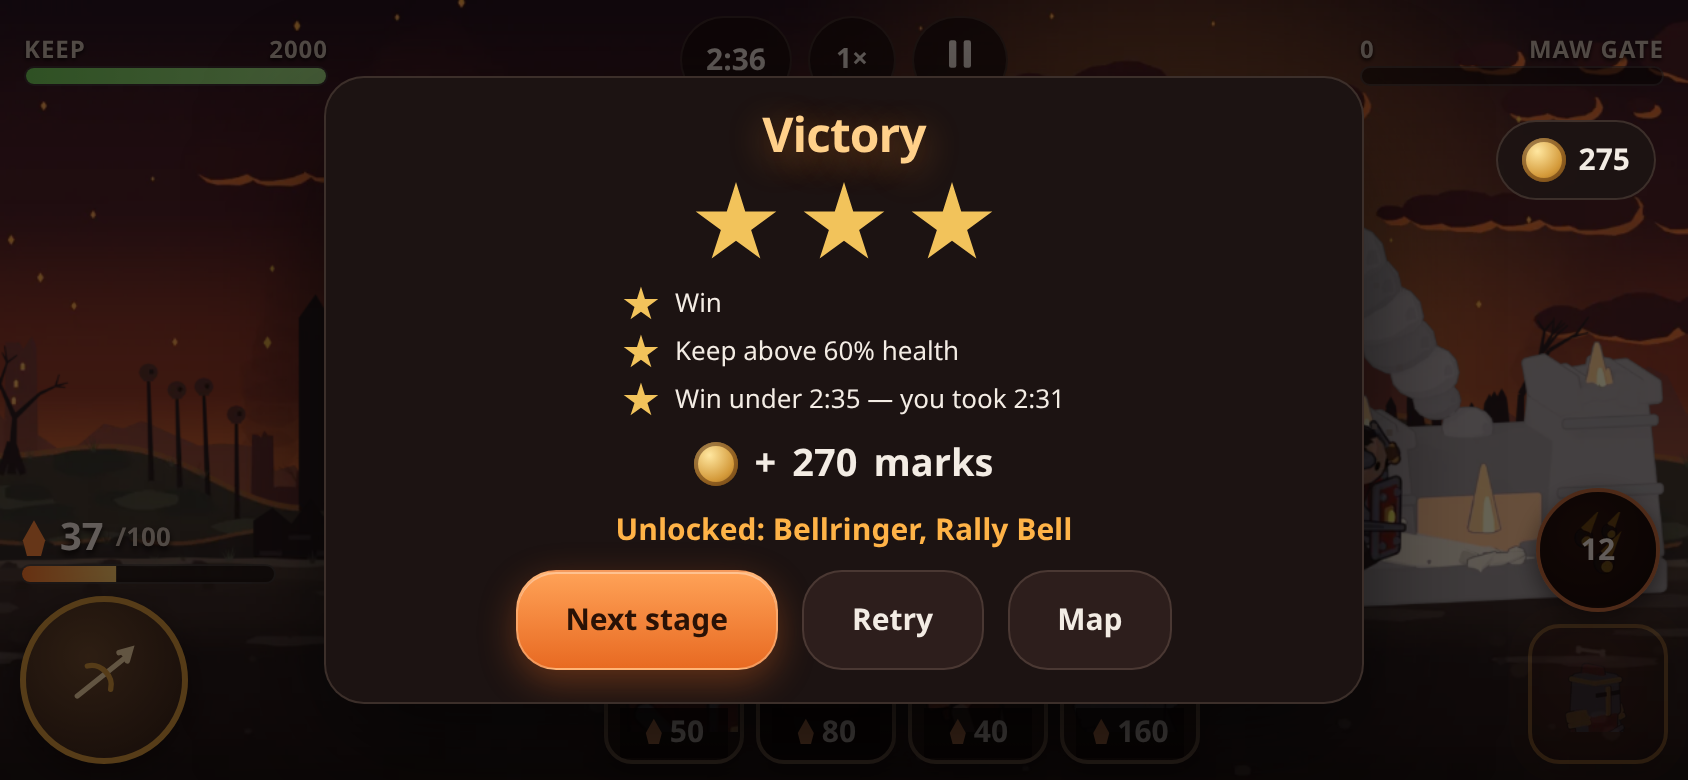 KEEP 2000
2:36
1×
0 MAW GATE
275
Victory
Win
Keep above 60% health
Win under 2:35 — you took 2:31
+ 270 marks
Unlocked: Bellringer, Rally Bell
Next stage
Retry
Map
37 /100
12
50
80
40
160